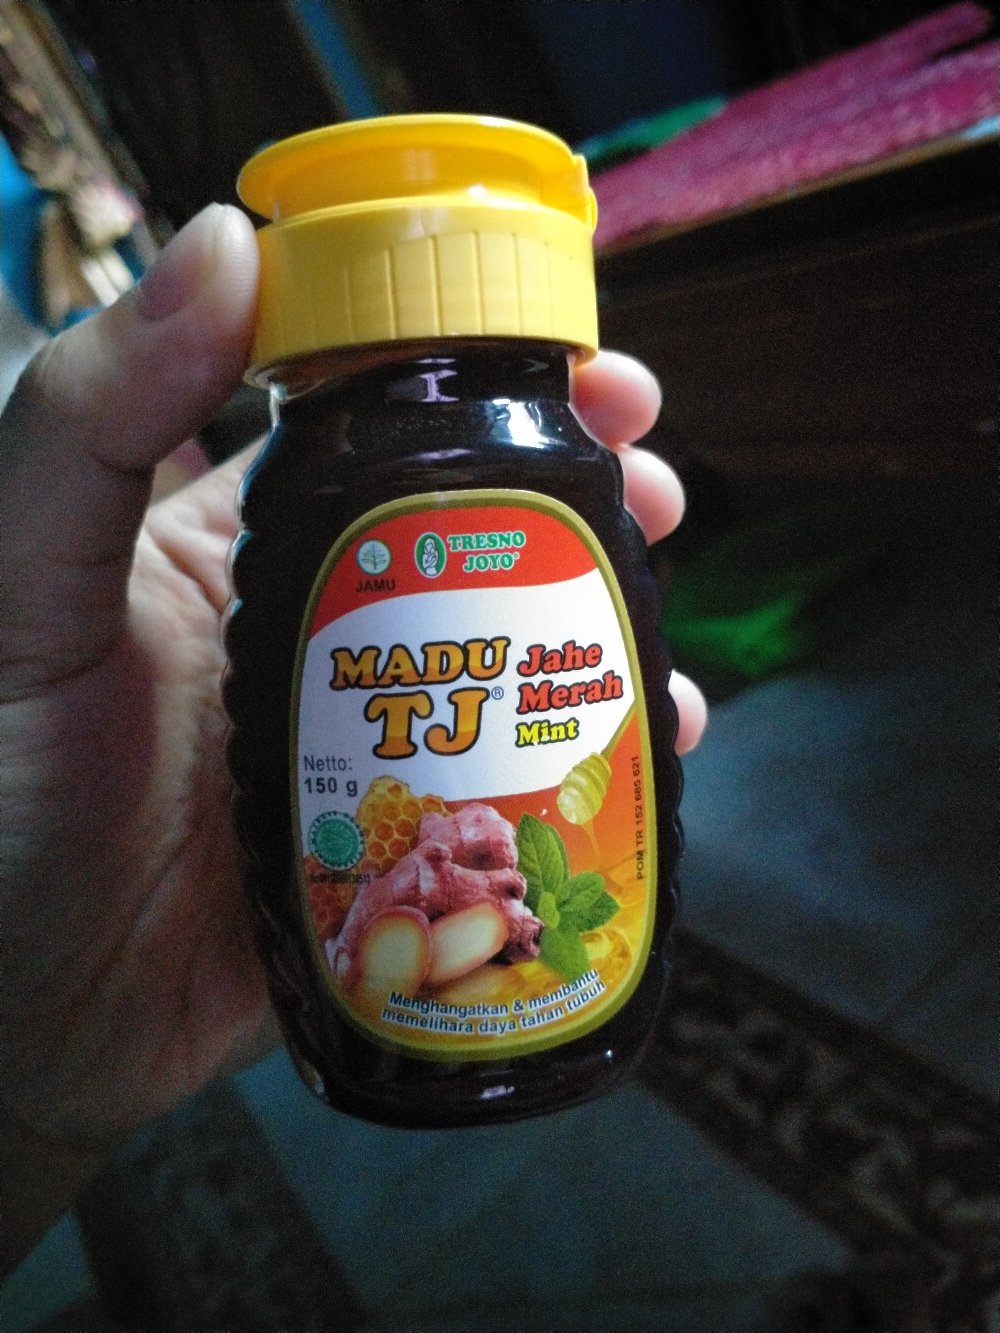 TRESNO
JOYO®
JAMU
MADU
TJ®
Jahe
Merah
Mint
Netto:
150 g
POM TR 152 685 621
Menghangatkan & membantu
memelihara daya tahan tubuh